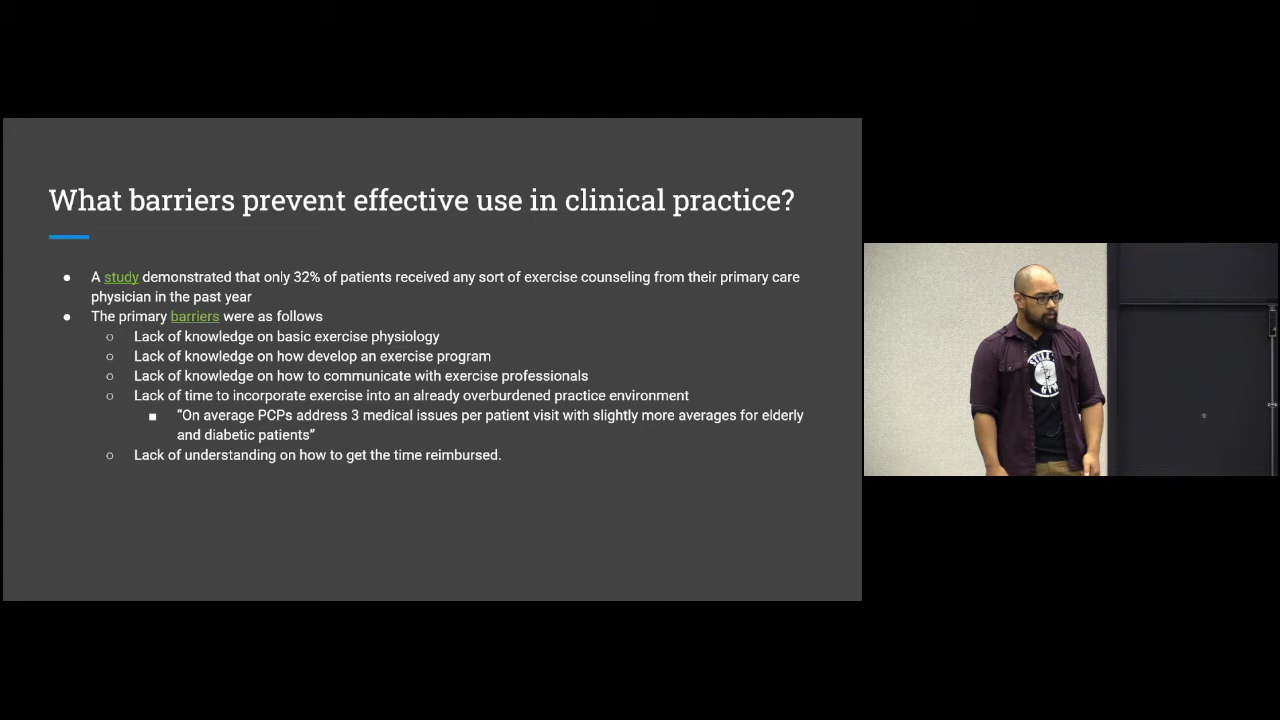 What barriers prevent effective use in clinical practice?
● A study demonstrated that only 32% of patients received any sort of exercise counseling from their primary care
physician in the past year
● The primary barriers were as follows
○ Lack of knowledge on basic exercise physiology
○ Lack of knowledge on how develop an exercise program
○ Lack of knowledge on how to communicate with exercise professionals
○ Lack of time to incorporate exercise into an already overburdened practice environment
■ “On average PCPs address 3 medical issues per patient visit with slightly more averages for elderly
and diabetic patients”
○ Lack of understanding on how to get the time reimbursed.